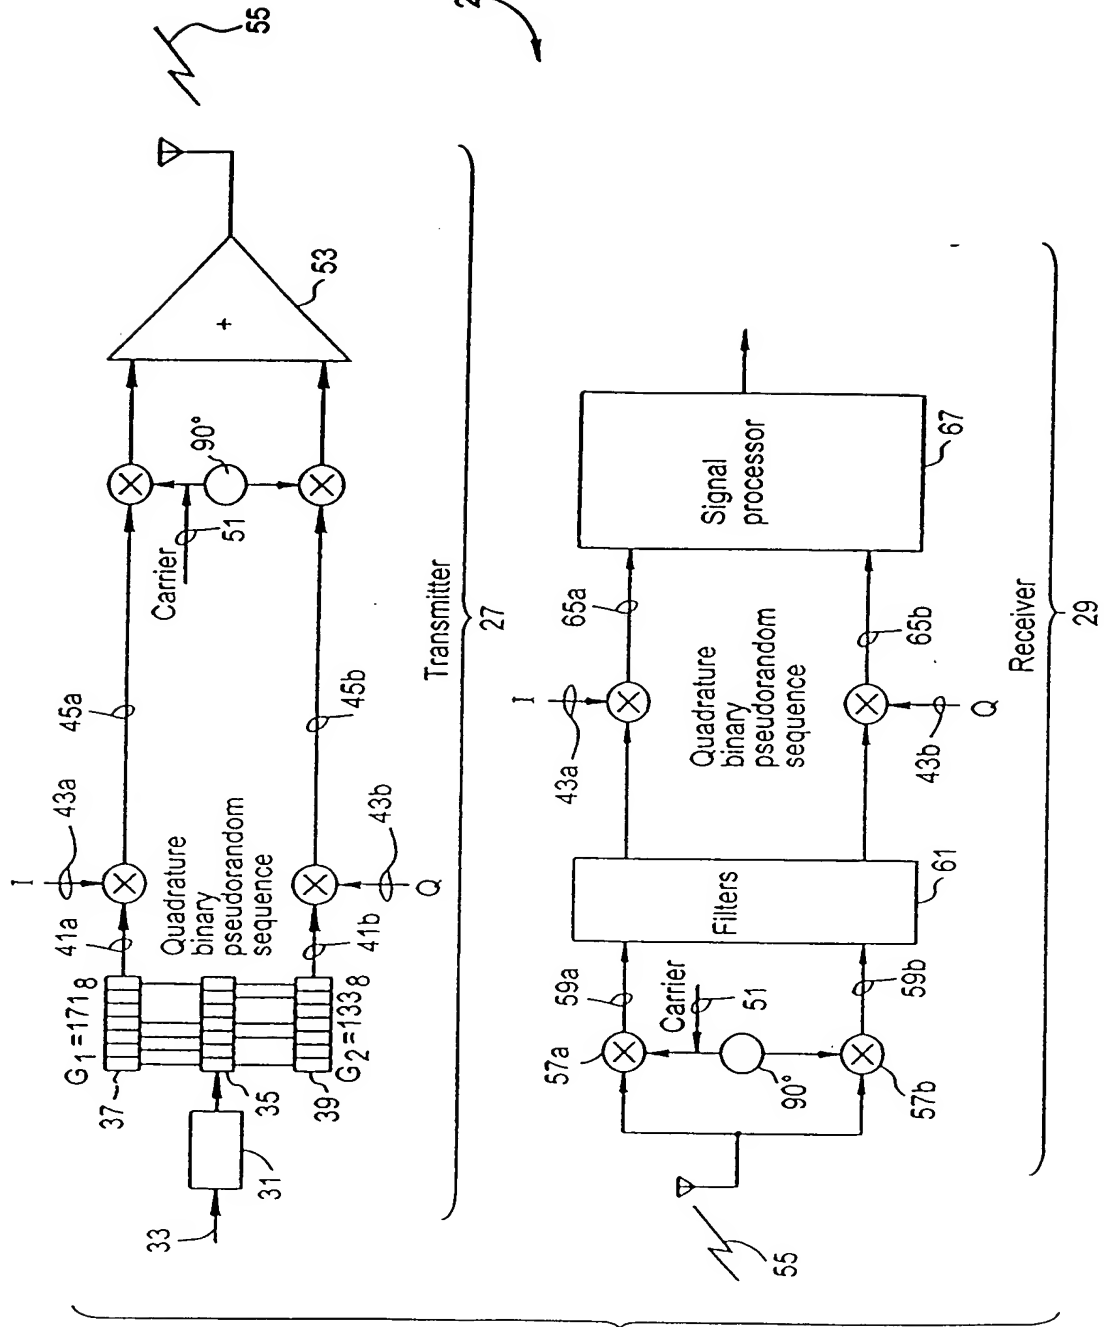 55
2
53
+
90°
Carrier
51
45a
45b
I
43a
Quadrature
binary
pseudorandom
sequence
43b
Q
41a
41b
G1 = 171 8
G2 = 133 8
37
35
39
31
33
Transmitter
27
Signal
processor
67
65a
65b
I
43a
Quadrature
binary
pseudorandom
sequence
43b
Q
Filters
61
59a
59b
Carrier
51
57a
90°
57b
55
Receiver
29